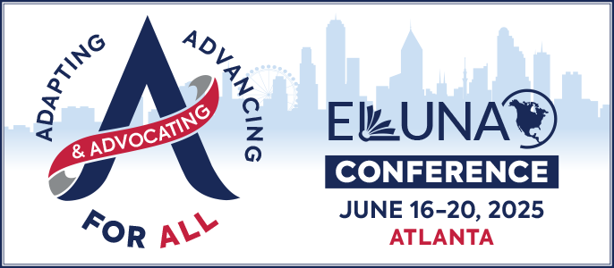 ADAPTING
ADVANCING
& ADVOCATING
FOR ALL
ELUNA
CONFERENCE
JUNE 16–20, 2025
ATLANTA